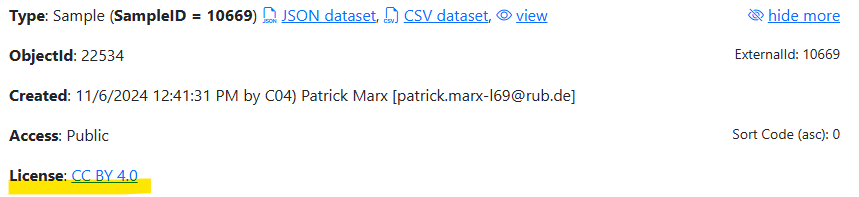 Type: Sample (SampleID = 10669) JSON JSON dataset, CSV CSV dataset, view hide more
ObjectId: 22534 ExternalId: 10669
Created: 11/6/2024 12:41:31 PM by C04) Patrick Marx [patrick.marx-l69@rub.de]
Access: Public Sort Code (asc): 0
License: CC BY 4.0